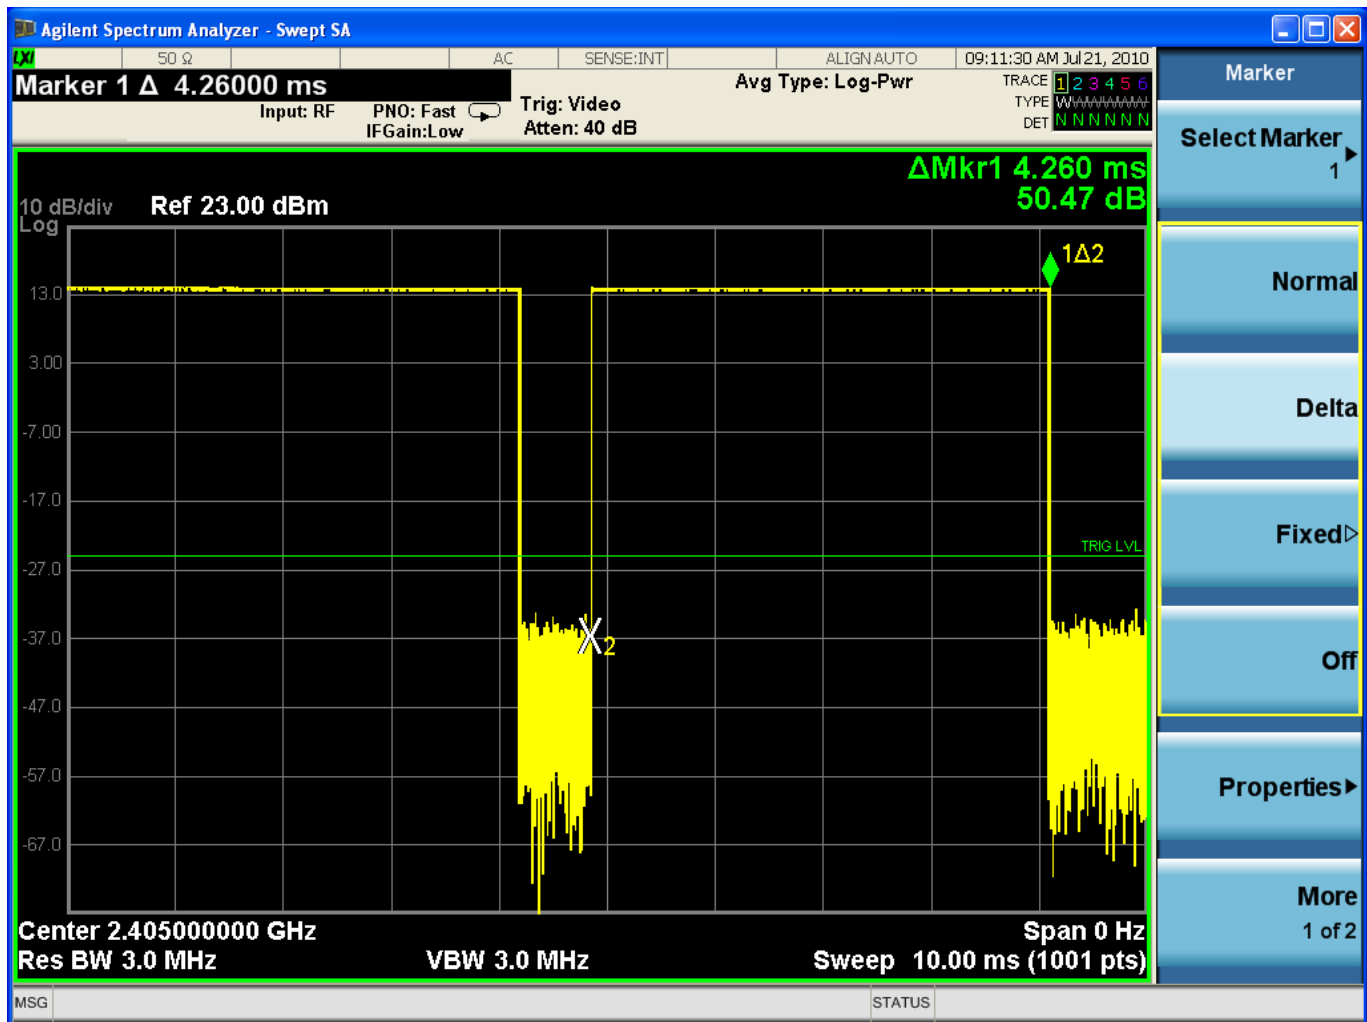 Agilent Spectrum Analyzer - Swept SA
LXI 50 Ω AC SENSE:INT ALIGN AUTO 09:11:30 AM Jul 21, 2010
Marker 1 Δ 4.26000 ms
Input: RF PNO: Fast IFGain:Low
Trig: Video
Atten: 40 dB
Avg Type: Log-Pwr
TRACE 1 2 3 4 5 6
TYPE WWWWWW
DET N N N N N N
ΔMkr1 4.260 ms
50.47 dB
10 dB/div Ref 23.00 dBm
Log
1Δ2
13.0
3.00
-7.00
-17.0
TRIG LVL
-27.0
-37.0
X2
-47.0
-57.0
-67.0
Center 2.405000000 GHz Span 0 Hz
Res BW 3.0 MHz VBW 3.0 MHz Sweep 10.00 ms (1001 pts)
MSG STATUS
Marker
Select Marker
1
Normal
Delta
Fixed
Off
Properties
More
1 of 2